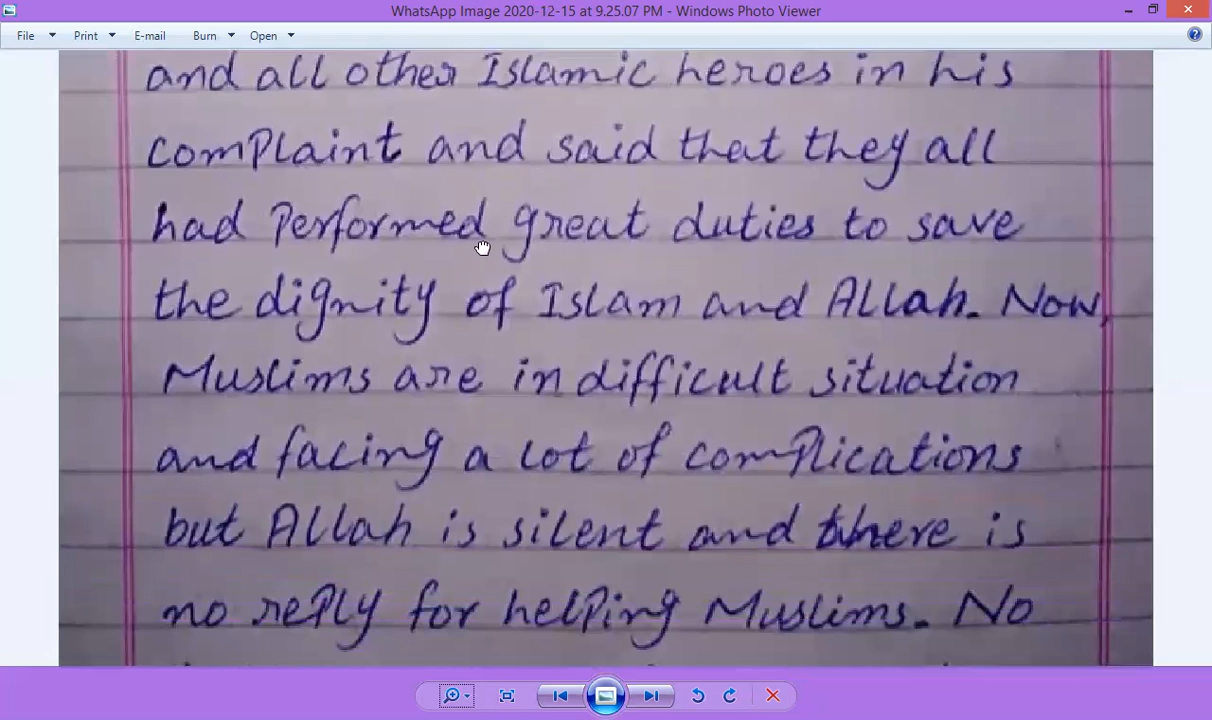 WhatsApp Image 2020-12-15 at 9.25.07 PM - Windows Photo Viewer
File Print E-mail Burn Open
and all other Islamic heroes in his
complaint and said that they all
had Performed great duties to save
the dignity of Islam and Allah. Now,
Muslims are in difficult situation
and facing a lot of complications
but Allah is silent and there is
no reply for helping Muslims. No